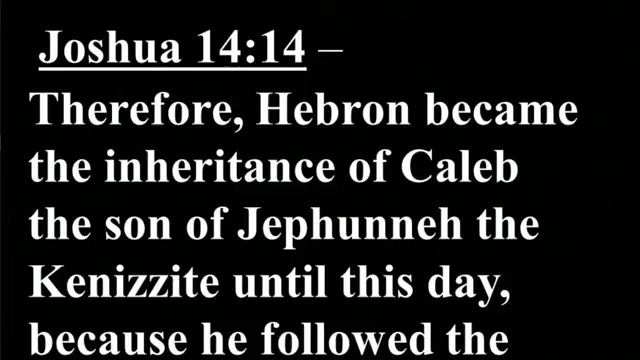 Joshua 14:14 –
Therefore, Hebron became
the inheritance of Caleb
the son of Jephunneh the
Kenizzite until this day,
because he followed the